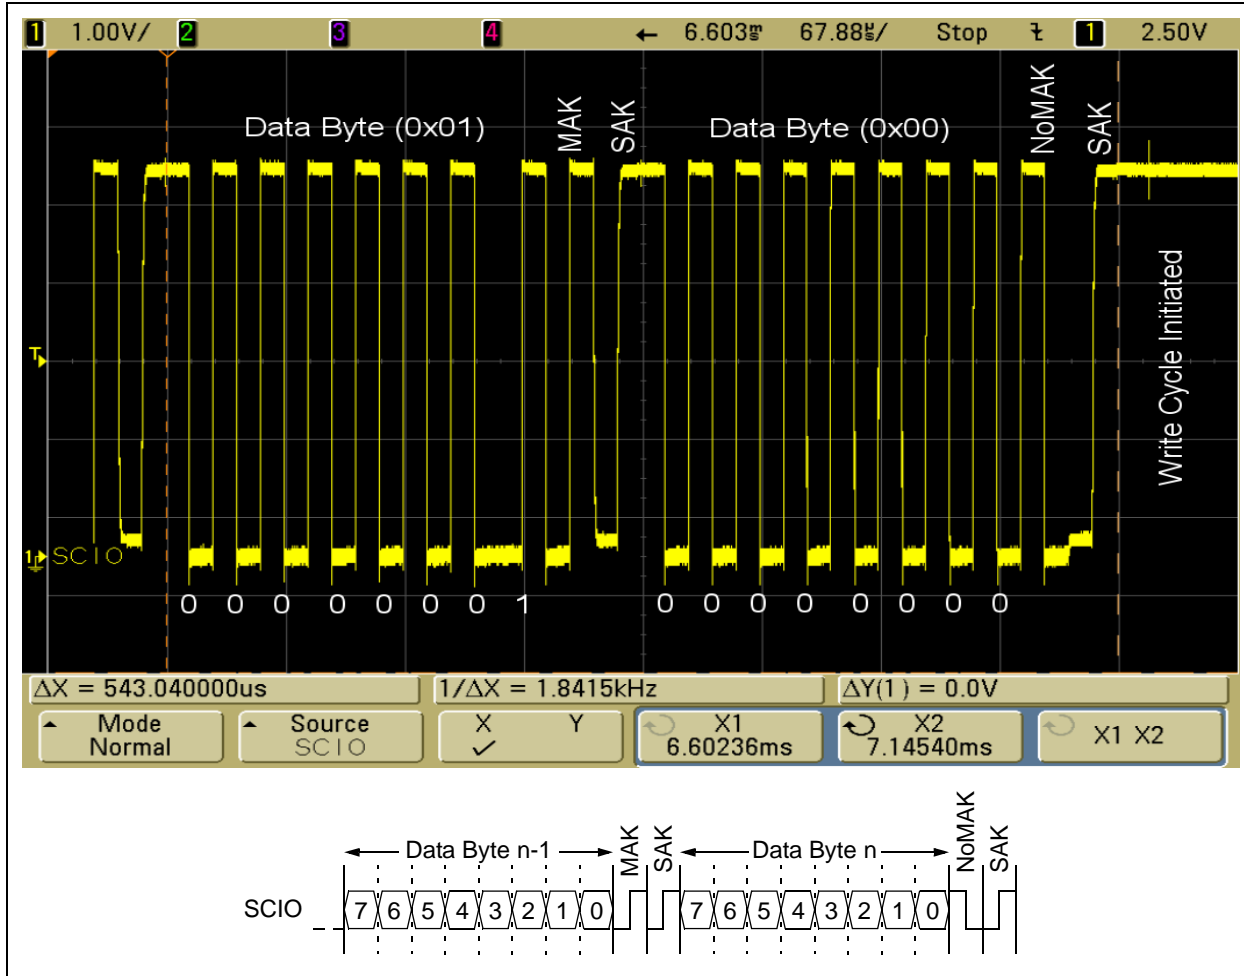 1 1.00V/ 2 3 4 ← 6.603ms 67.88us/ Stop 1 2.50V
Data Byte (0x01) MAK SAK Data Byte (0x00) NoMAK SAK
T
Write Cycle Initiated
1 SCIO
0 0 0 0 0 0 0 1 0 0 0 0 0 0 0 0
ΔX = 543.040000us 1/ΔX = 1.8415kHz ΔY(1) = 0.0V
Mode Source X Y X1 X2 X1 X2
Normal SCIO ✓ 6.60236ms 7.14540ms
Data Byte n-1 MAK SAK Data Byte n NoMAK SAK
SCIO 7 6 5 4 3 2 1 0 7 6 5 4 3 2 1 0